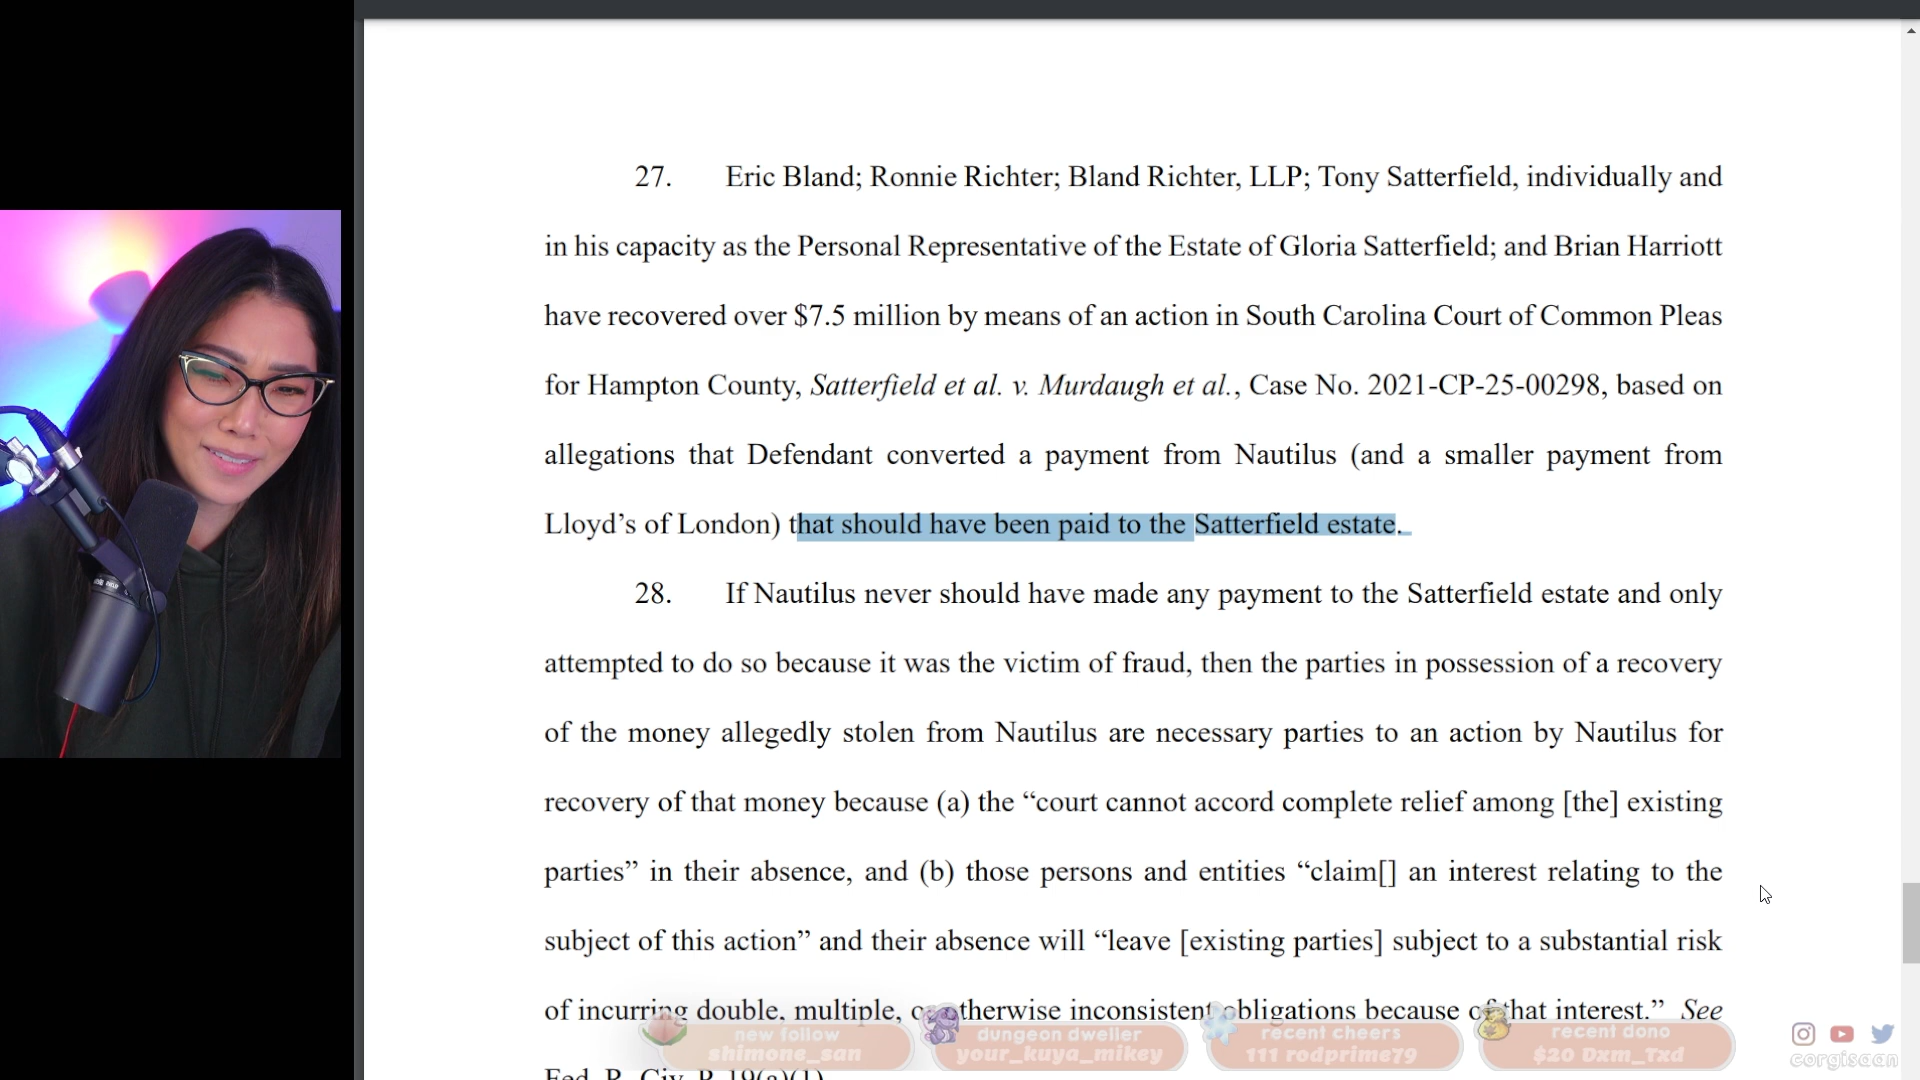 27. Eric Bland; Ronnie Richter; Bland Richter, LLP; Tony Satterfield, individually and
in his capacity as the Personal Representative of the Estate of Gloria Satterfield; and Brian Harriott
have recovered over $7.5 million by means of an action in South Carolina Court of Common Pleas
for Hampton County, Satterfield et al. v. Murdaugh et al., Case No. 2021-CP-25-00298, based on
allegations that Defendant converted a payment from Nautilus (and a smaller payment from
Lloyd’s of London) that should have been paid to the Satterfield estate.
28. If Nautilus never should have made any payment to the Satterfield estate and only
attempted to do so because it was the victim of fraud, then the parties in possession of a recovery
of the money allegedly stolen from Nautilus are necessary parties to an action by Nautilus for
recovery of that money because (a) the “court cannot accord complete relief among [the] existing
parties” in their absence, and (b) those persons and entities “claim[] an interest relating to the
subject of this action” and their absence will “leave [existing parties] subject to a substantial risk
of incurring double, multiple, otherwise inconsistent obligations because of that interest.” See
Fed. R. Civ. P. 19(a)(1)
new follow
shimone_san
dungeon dweller
your_kuya_mikey
recent cheers
111 rodprime79
recent dono
$20 Dxm_Txd
corgisaan